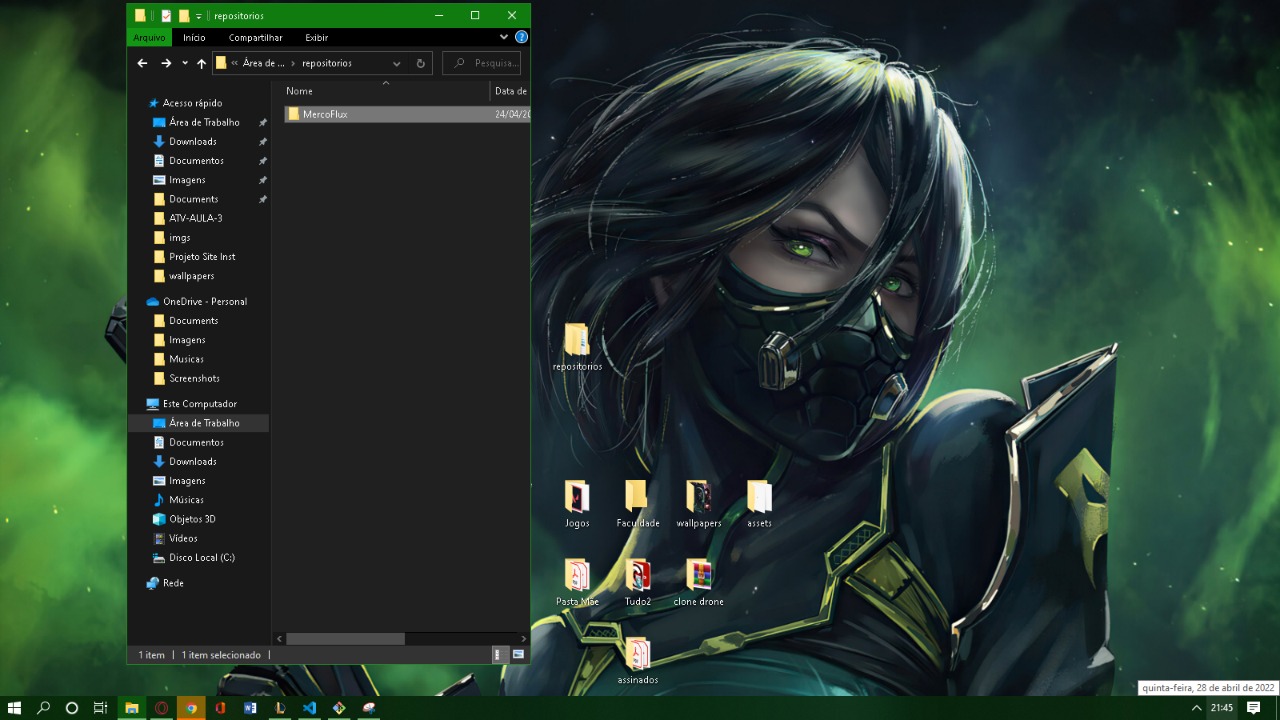 repositorios
Arquivo Início Compartilhar Exibir
Área de ... repositorios Pesquisa...
Nome Data de
MercoFlux 24/04/20
Acesso rápido
Área de Trabalho
Downloads
Documentos
Imagens
Documents
ATV-AULA-3
imgs
Projeto Site Inst
wallpapers
OneDrive - Personal
Documents
Imagens
Musicas
Screenshots
Este Computador
Área de Trabalho
Documentos
Downloads
Imagens
Músicas
Objetos 3D
Vídeos
Disco Local (C:)
Rede
1 item 1 item selecionado
repositorios
Jogos Faculdade wallpapers assets
Pasta Mãe Tudo2 clone drone
assinados
quinta-feira, 28 de abril de 2022
21:45